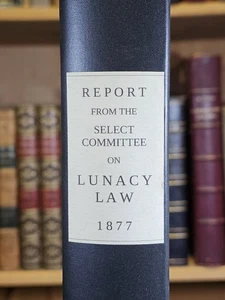 REPORT
FROM THE
SELECT
COMMITTEE
ON
LUNACY
LAW
1877